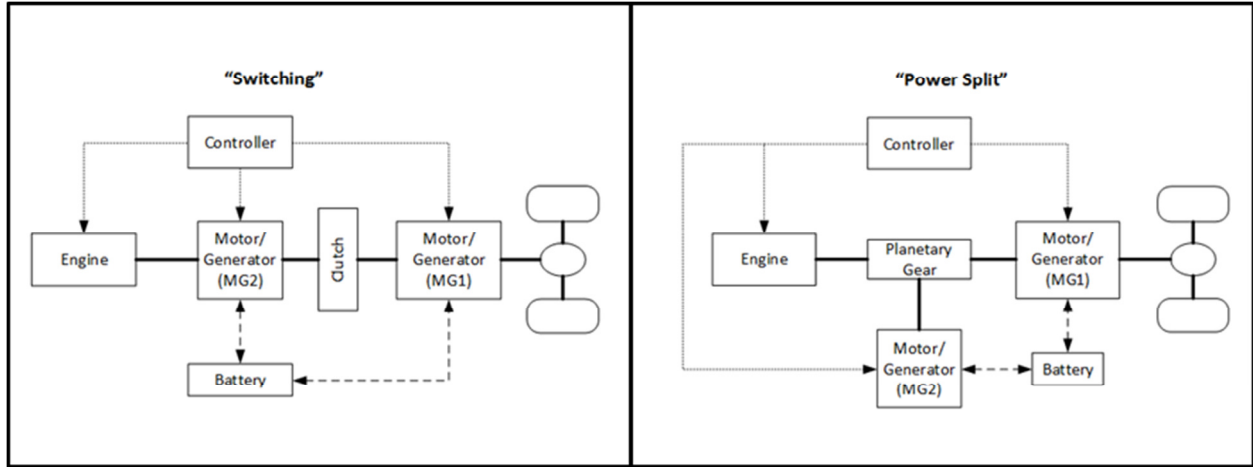 “Switching”
Controller
Engine
Motor/
Generator
(MG2)
Clutch
Motor/
Generator
(MG1)
Battery
“Power Split”
Controller
Engine
Planetary
Gear
Motor/
Generator
(MG1)
Motor/
Generator
(MG2)
Battery